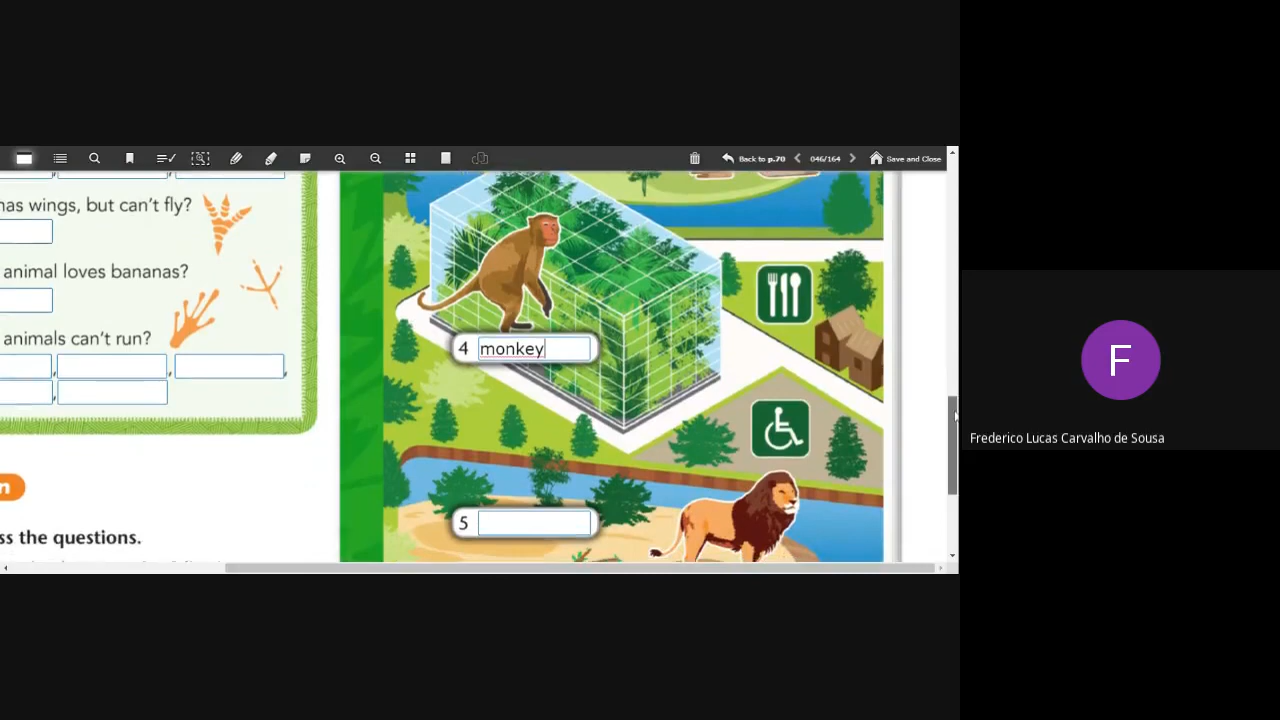 Back to p.70
046/164
Save and Close
has wings, but can't fly?
animal loves bananas?
animals can't run?
4 monkey
5
n
ss the questions.
F
Frederico Lucas Carvalho de Sousa